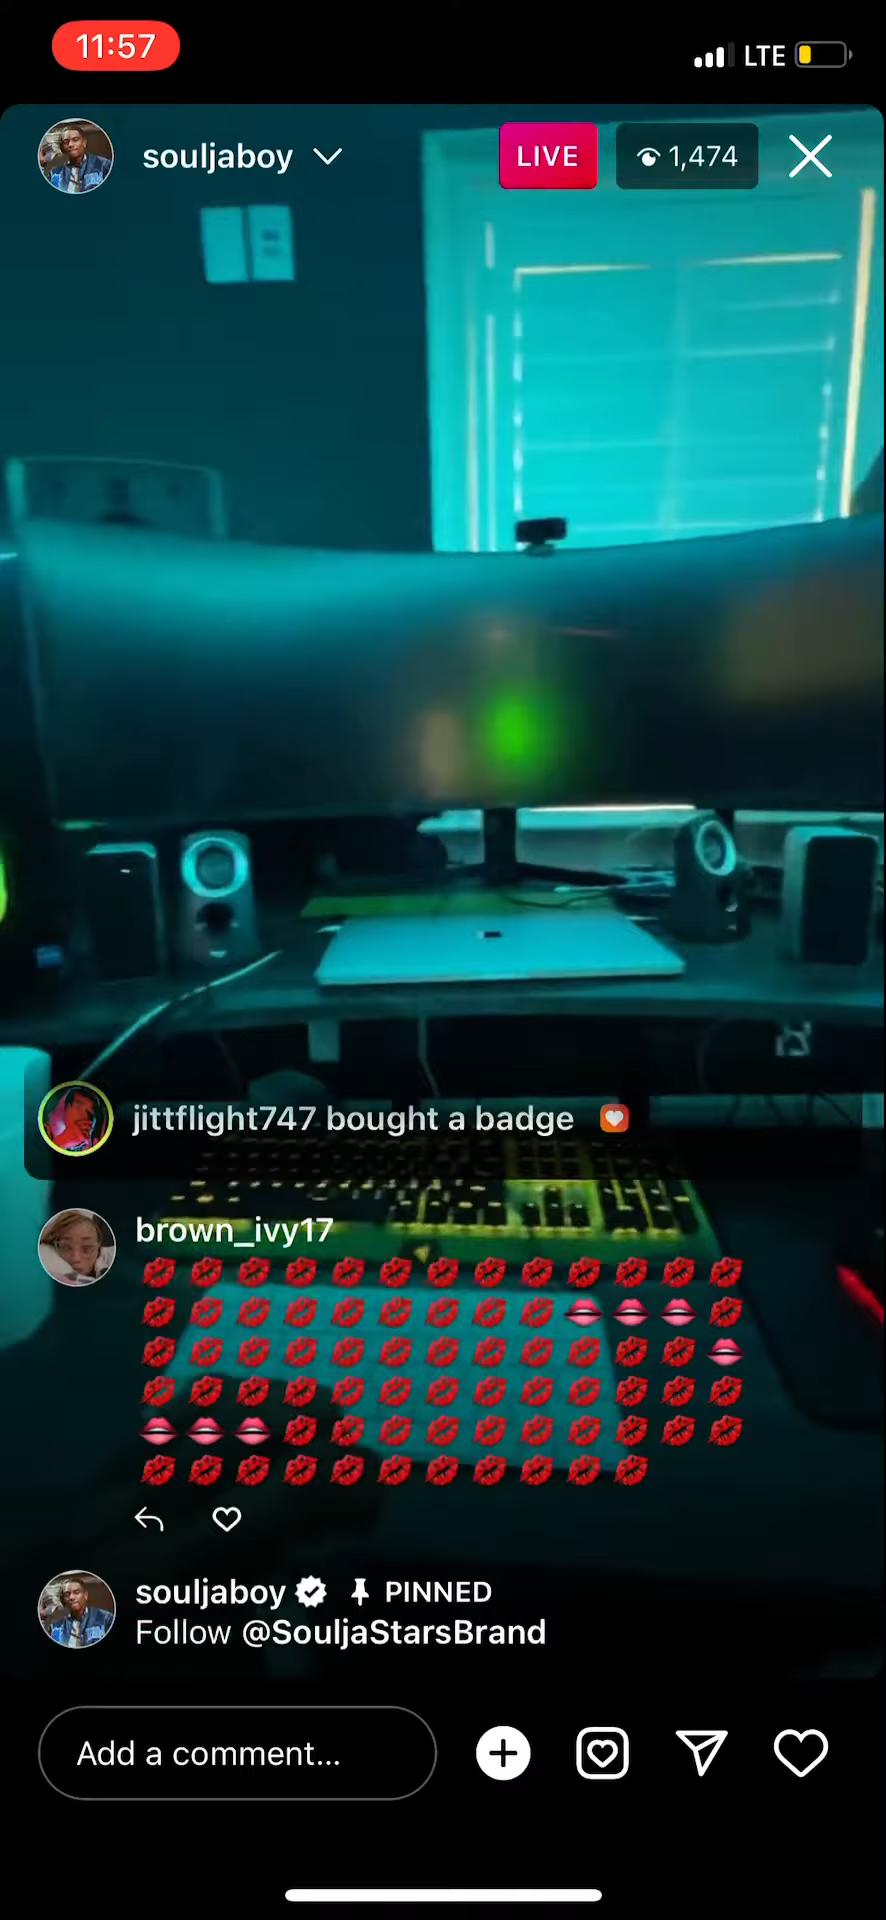 11:57
LTE
souljaboy
LIVE
1,474
jittflight747 bought a badge
brown_ivy17
💋💋💋💋💋💋💋💋💋💋💋💋💋
💋💋💋💋💋💋💋💋💋👄👄👄💋
💋💋💋💋💋💋💋💋💋💋💋💋👄
💋💋💋💋💋💋💋💋💋💋💋💋💋
👄👄👄💋💋💋💋💋💋💋💋💋💋
💋💋💋💋💋💋💋💋💋💋💋
souljaboy PINNED
Follow @SouljaStarsBrand
Add a comment...